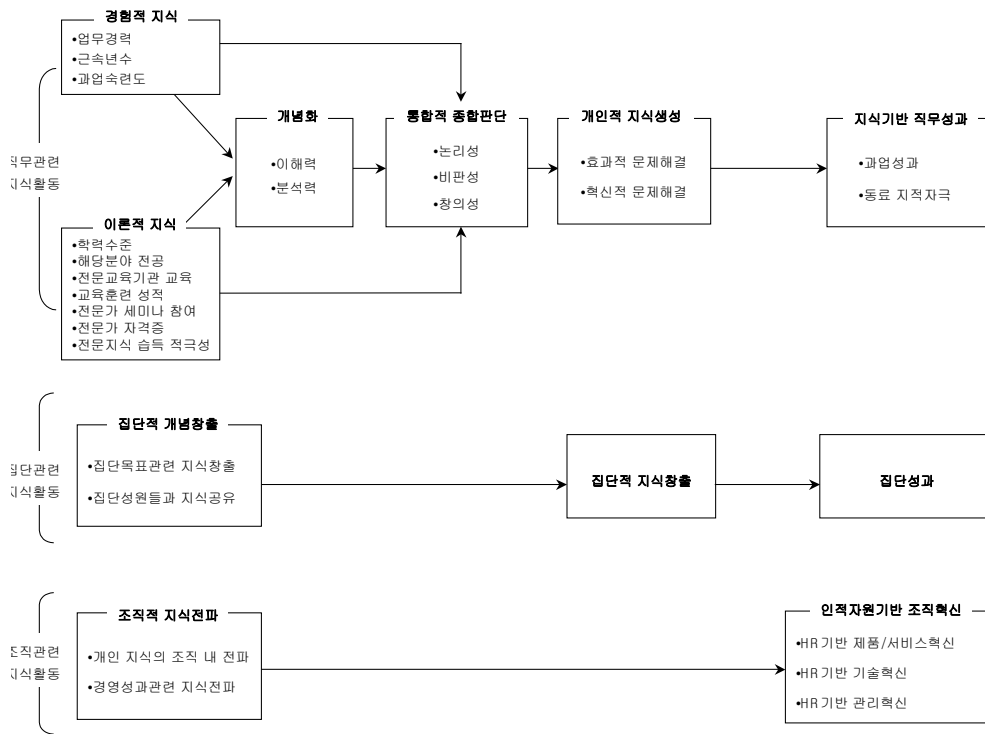 경험적 지식
•업무경력
•근속년수
•과업숙련도
개념화
•이해력
•분석력
통합적 종합판단
•논리성
•비판성
•창의성
개인적 지식생성
•효과적 문제해결
•혁신적 문제해결
지식기반 직무성과
•과업성과
•동료 지적자극
직무관련
지식활동
이론적 지식
•학력수준
•해당분야 전공
•전문교육기관 교육
•교육훈련 성적
•전문가 세미나 참여
•전문가 자격증
•전문지식 습득 적극성
집단관련
지식활동
집단적 개념창출
•집단목표관련 지식창출
•집단성원들과 지식공유
집단적 지식창출
집단성과
조직관련
지식활동
조직적 지식전파
•개인 지식의 조직 내 전파
•경영성과관련 지식전파
인적자원기반 조직혁신
•HR기반 제품/서비스혁신
•HR기반 기술혁신
•HR기반 관리혁신